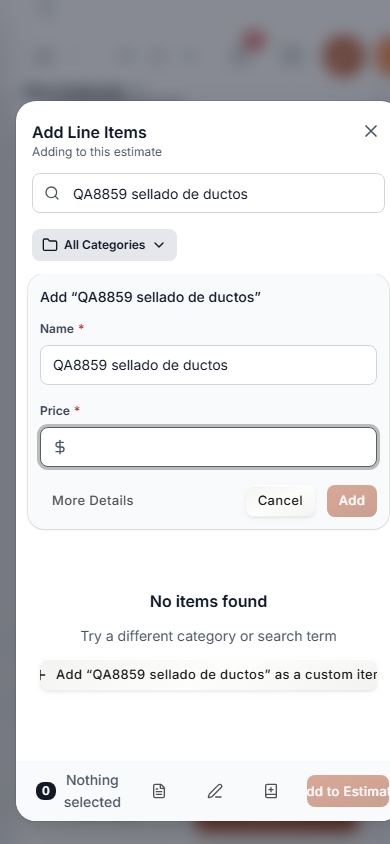 Add Line Items
Adding to this estimate
QA8859 sellado de ductos
All Categories
Add “QA8859 sellado de ductos”
Name *
QA8859 sellado de ductos
Price *
$
More Details
Cancel
Add
No items found
Try a different category or search term
Add “QA8859 sellado de ductos” as a custom iter
0
Nothing
selected
dd to Estimat